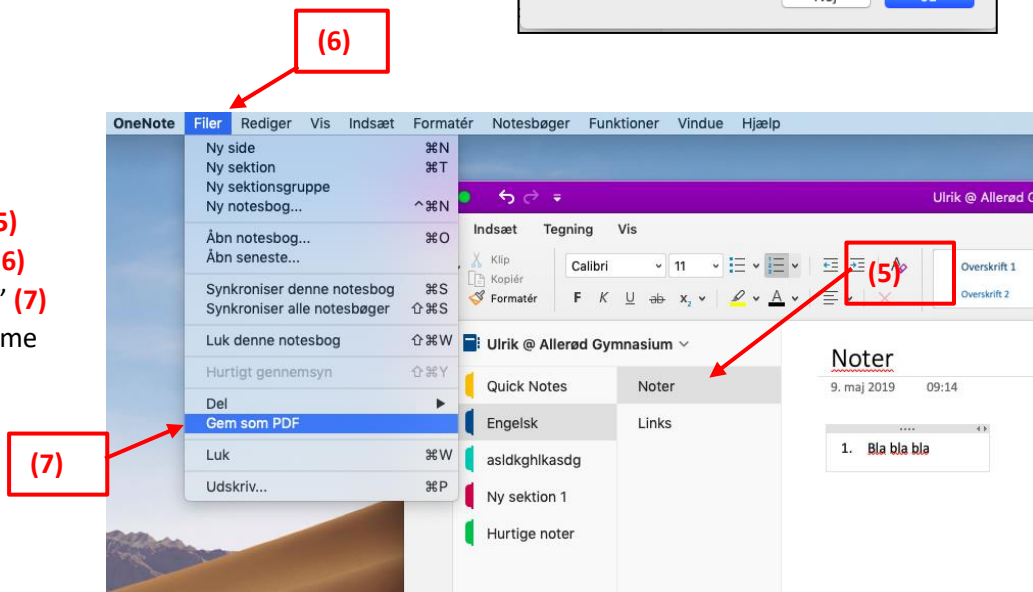 (6)
OneNote Filer Rediger Vis Indsæt Formatér Notesbøger Funktioner Vindue Hjælp
Ny side ⌘N
Ny sektion ⌘T
Ny sektionsgruppe
Ny notesbog... ^⌘N
Åbn notesbog... ⌘O
Åbn seneste...
Synkroniser denne notesbog ⌘S
Synkroniser alle notesbøger ⇧⌘S
Luk denne notesbog ⇧⌘W
Hurtigt gennemsyn ⇧⌘Y
Del
Gem som PDF
Luk ⌘W
Udskriv... ⌘P
6)
” (7)
(7)
Ulrik @ Allerød
Indsæt Tegning Vis
Klip
Kopiér
Formatér
Calibri 11
F K U ab x₂ A
(5)
Overskrift 1
Overskrift 2
Ulrik @ Allerød Gymnasium
Quick Notes
Engelsk
asldkghlkasdg
Ny sektion 1
Hurtige noter
Noter
Links
Noter
9. maj 2019 09:14
1. Bla bla bla